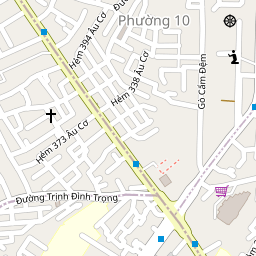 Phường 10
Hẻm 394 Âu Cơ
Hẻm 338 Âu Cơ
Gò Cẩm Đệm
Hẻm 373 Âu Cơ
Đường Trịnh Đình Trọng